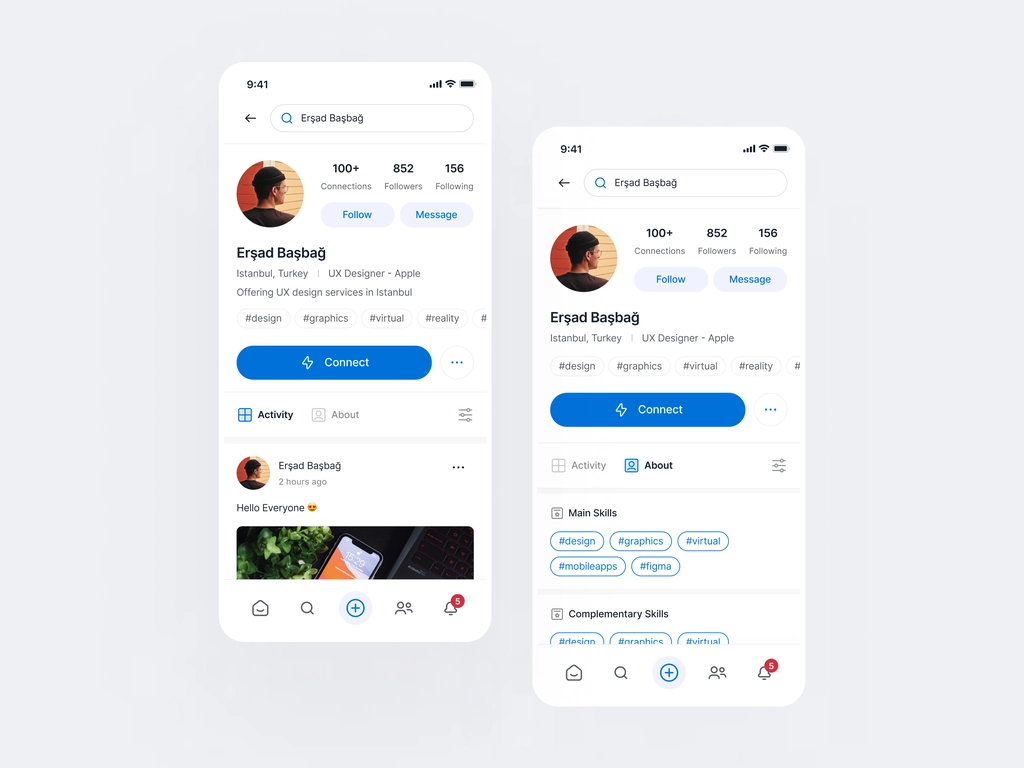 9:41
Erşad Başbağ
100+ 852 156
Connections Followers Following
Follow Message
Erşad Başbağ
Istanbul, Turkey UX Designer - Apple
Offering UX design services in Istanbul
#design #graphics #virtual #reality #
Connect
Activity About
Erşad Başbağ
2 hours ago
Hello Everyone 😍
15:29
5
9:41
Erşad Başbağ
100+ 852 156
Connections Followers Following
Follow Message
Erşad Başbağ
Istanbul, Turkey UX Designer - Apple
#design #graphics #virtual #reality #
Connect
Activity About
Main Skills
#design #graphics #virtual
#mobileapps #figma
Complementary Skills
#design #graphics #virtual
5